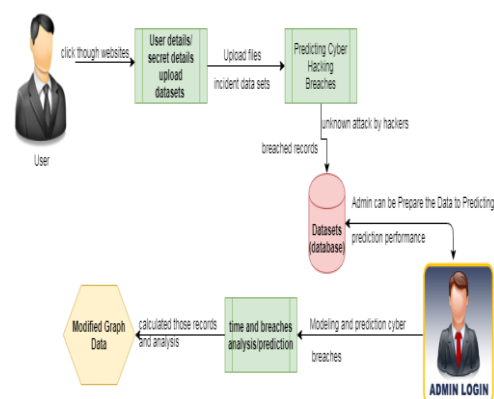 click though websites
User details/
secret details
upload
datasets
Upload files
incident data sets
Predicting Cyber
Hacking
Breaches
User
unknown attack by hackers
breached records
Datasets
(database)
Admin can be Prepare the Data to Predicting
prediction performance
Modified Graph
Data
calculated those records
and analysis
time and breaches
analysis/prediction
Modeling and prediction cyber
breaches
ADMIN LOGIN